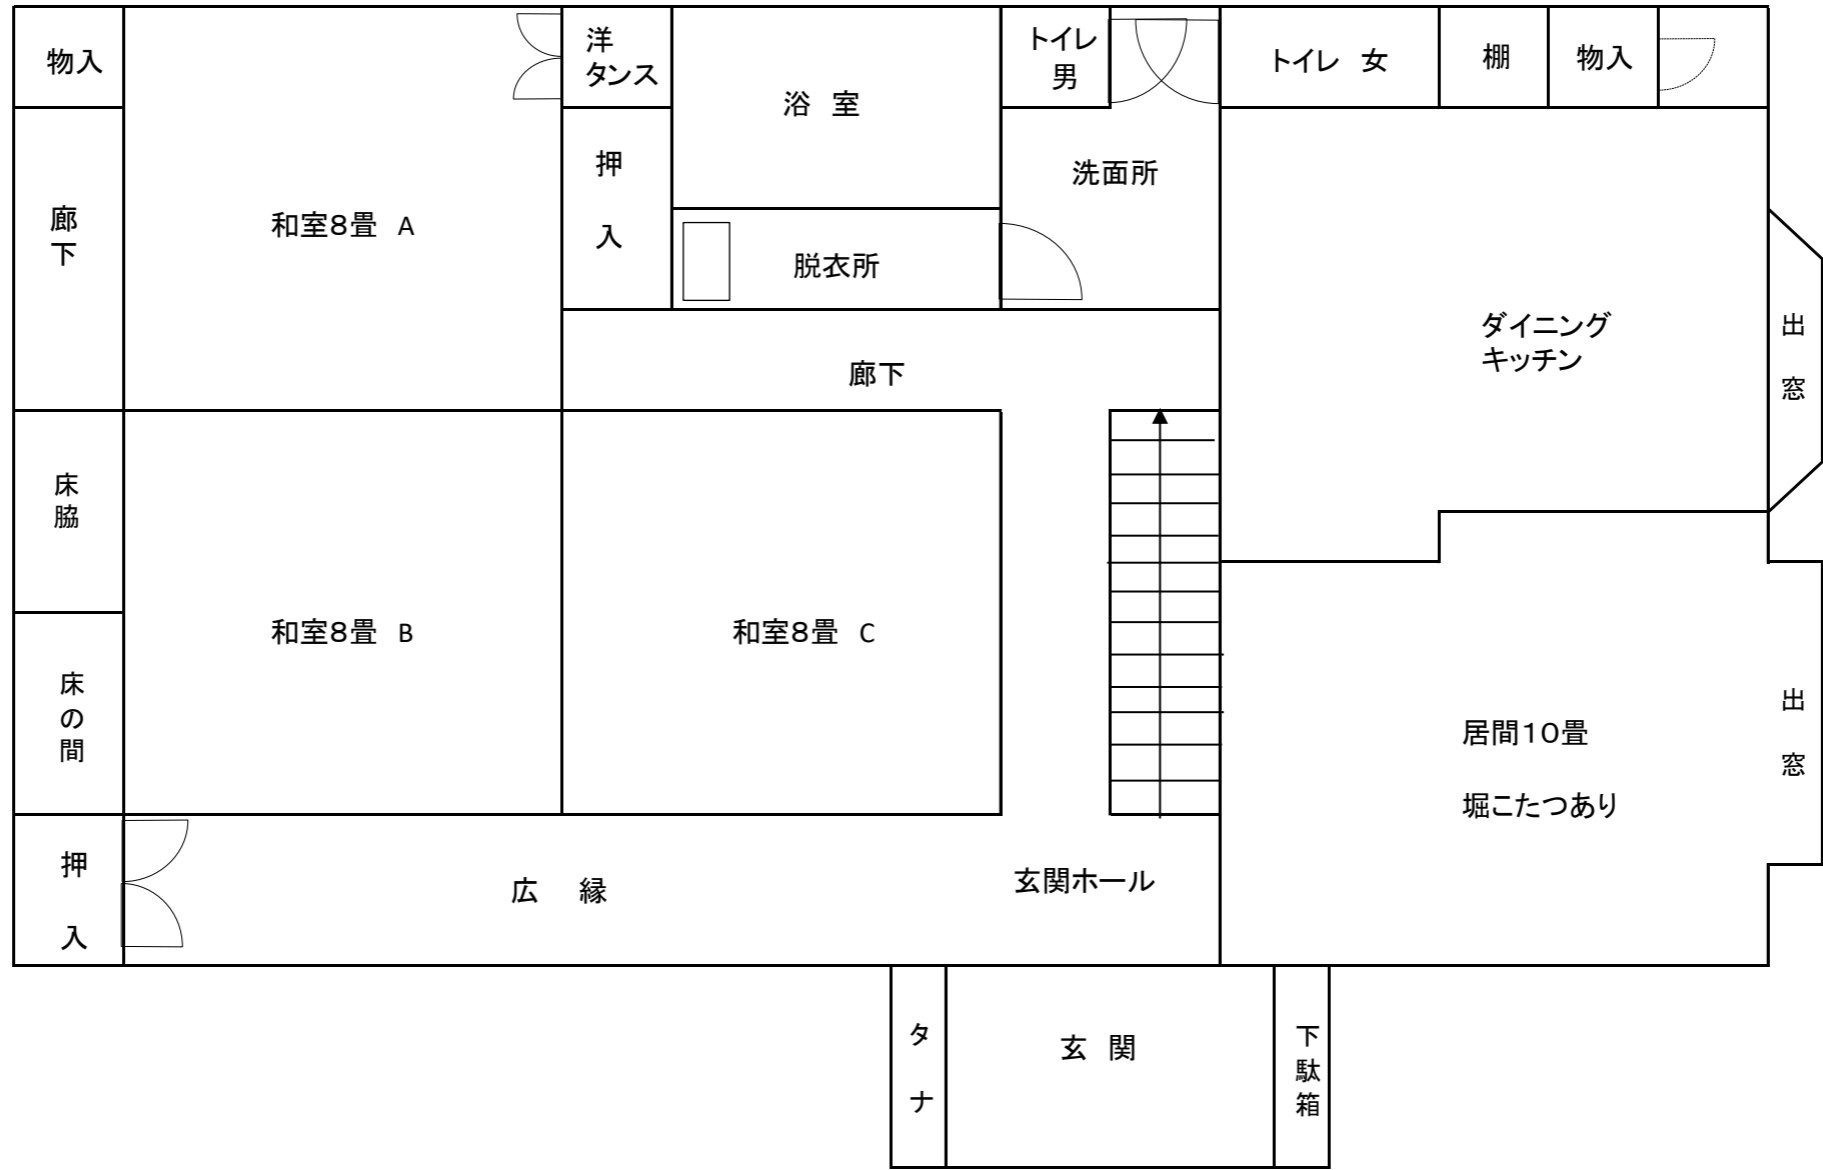 物入
洋
タンス
浴 室
トイレ
男
トイレ 女
棚
物入
廊
下
和室8畳 A
押
入
脱衣所
洗面所
ダイニング
キッチン
出
窓
廊下
床
脇
床
の
間
和室8畳 B
和室8畳 C
居間10畳
堀こたつあり
出
窓
押
入
広 縁
玄関ホール
タ
ナ
玄 関
下
駄
箱